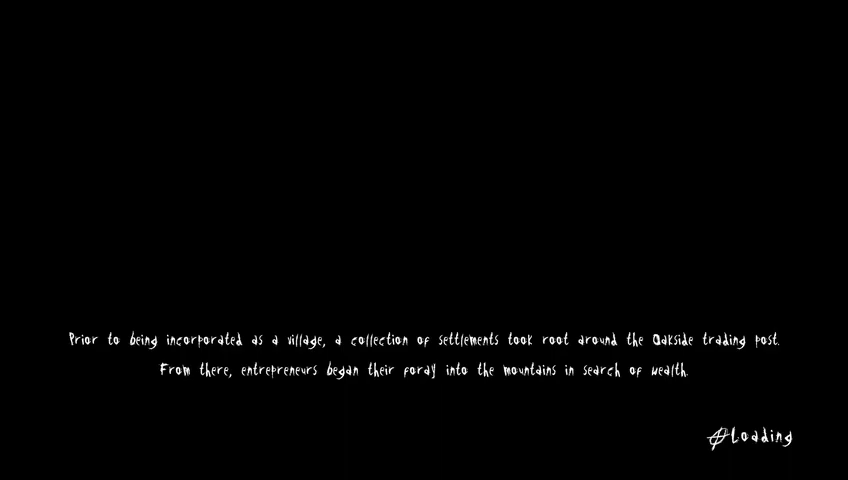 Prior to being incorporated as a village, a collection of settlements took root around the Oakside trading post.
From there, entrepreneurs began their foray into the mountains in search of wealth.
Loading